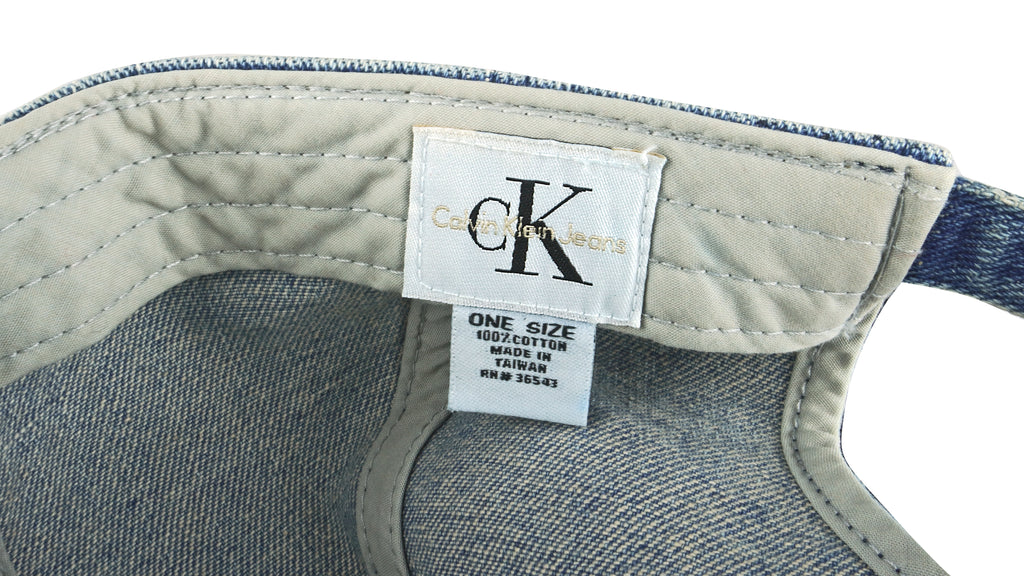 cK
Calvin Klein Jeans
ONE SIZE
100% COTTON
MADE IN
TAIWAN
RN# 36543